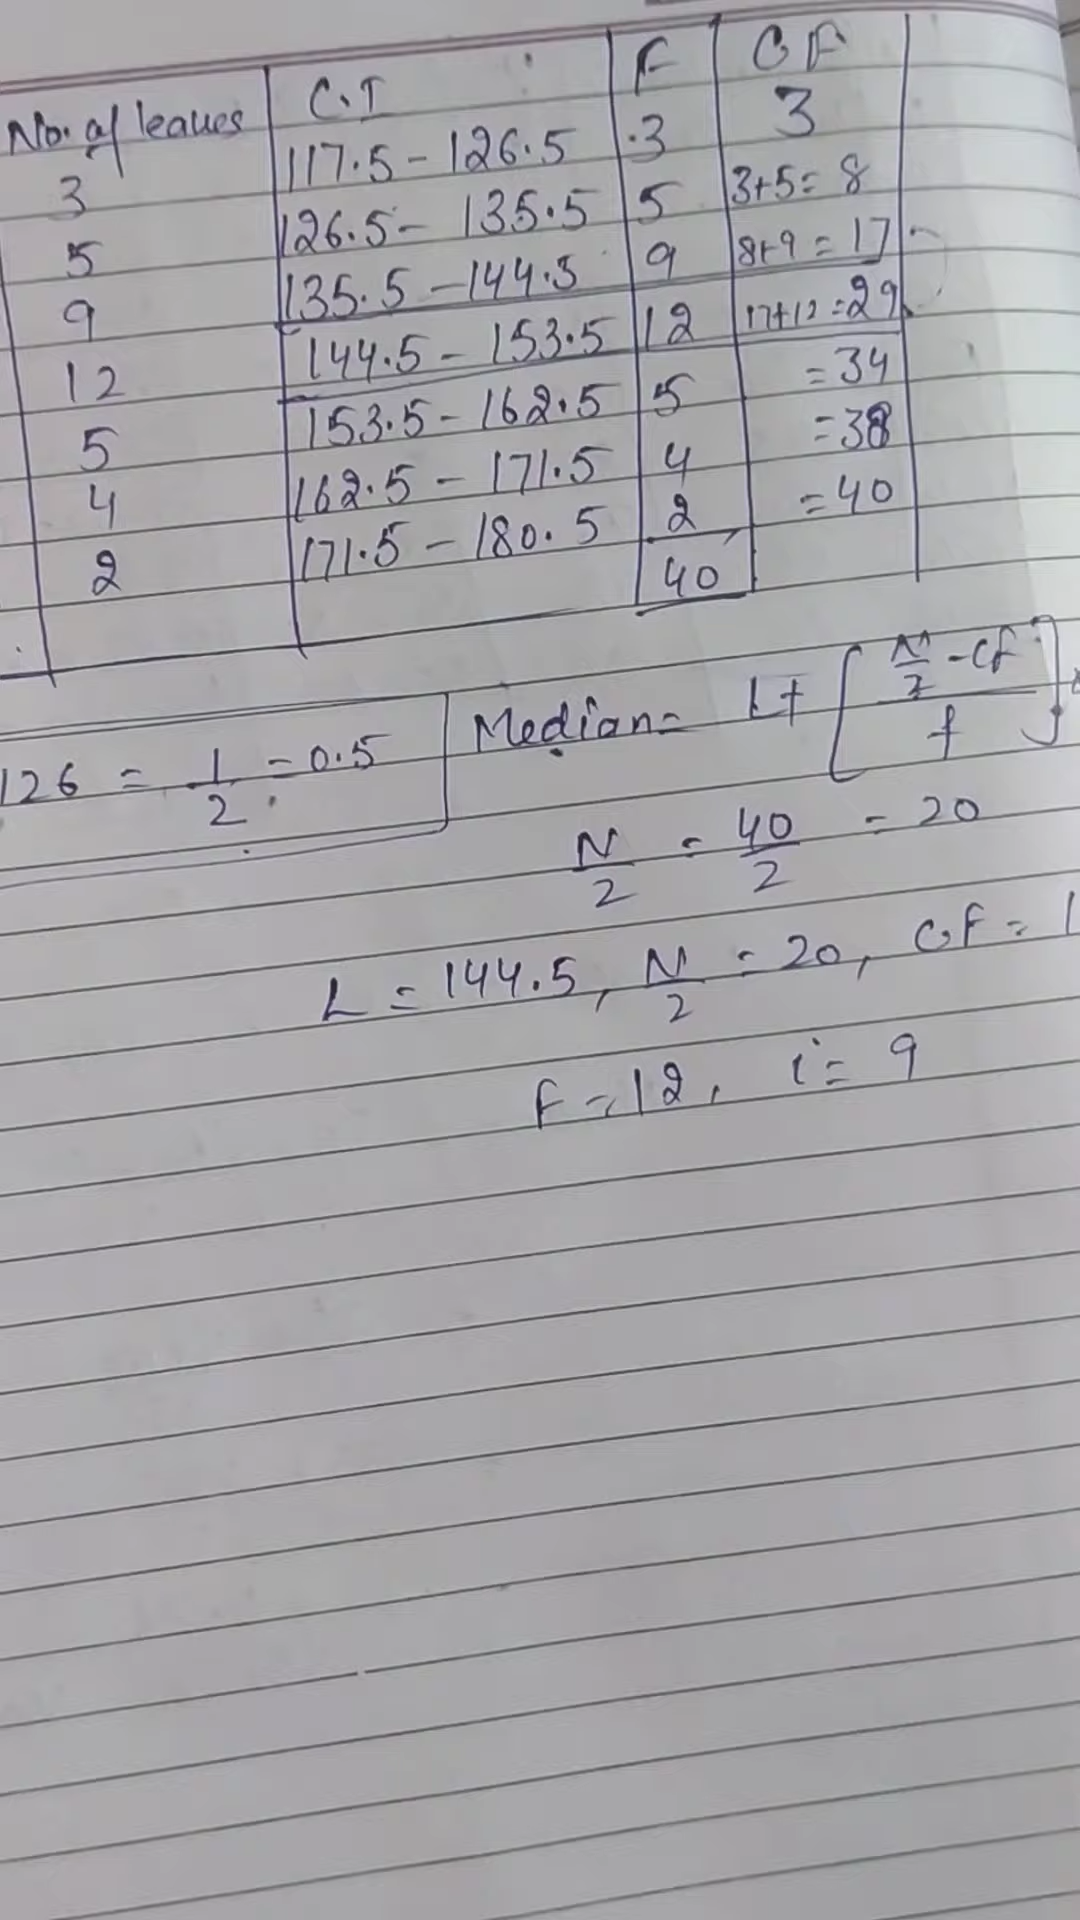 No. of leaves C.I F CF
3 117.5 - 126.5 3 3
5 126.5 - 135.5 5 3+5= 8
9 135.5 - 144.5 9 8+9 = 17
12 144.5 - 153.5 12 17+12 = 29
5 153.5 - 162.5 5 = 34
4 162.5 - 171.5 4 = 38
2 171.5 - 180.5 2 = 40
40
126 = 1/2 = 0.5
Median = L+ [ (N/2 - Cf) / f ]
N/2 = 40/2 = 20
L = 144.5, N/2 = 20, CF = 1
F = 12, i = 9